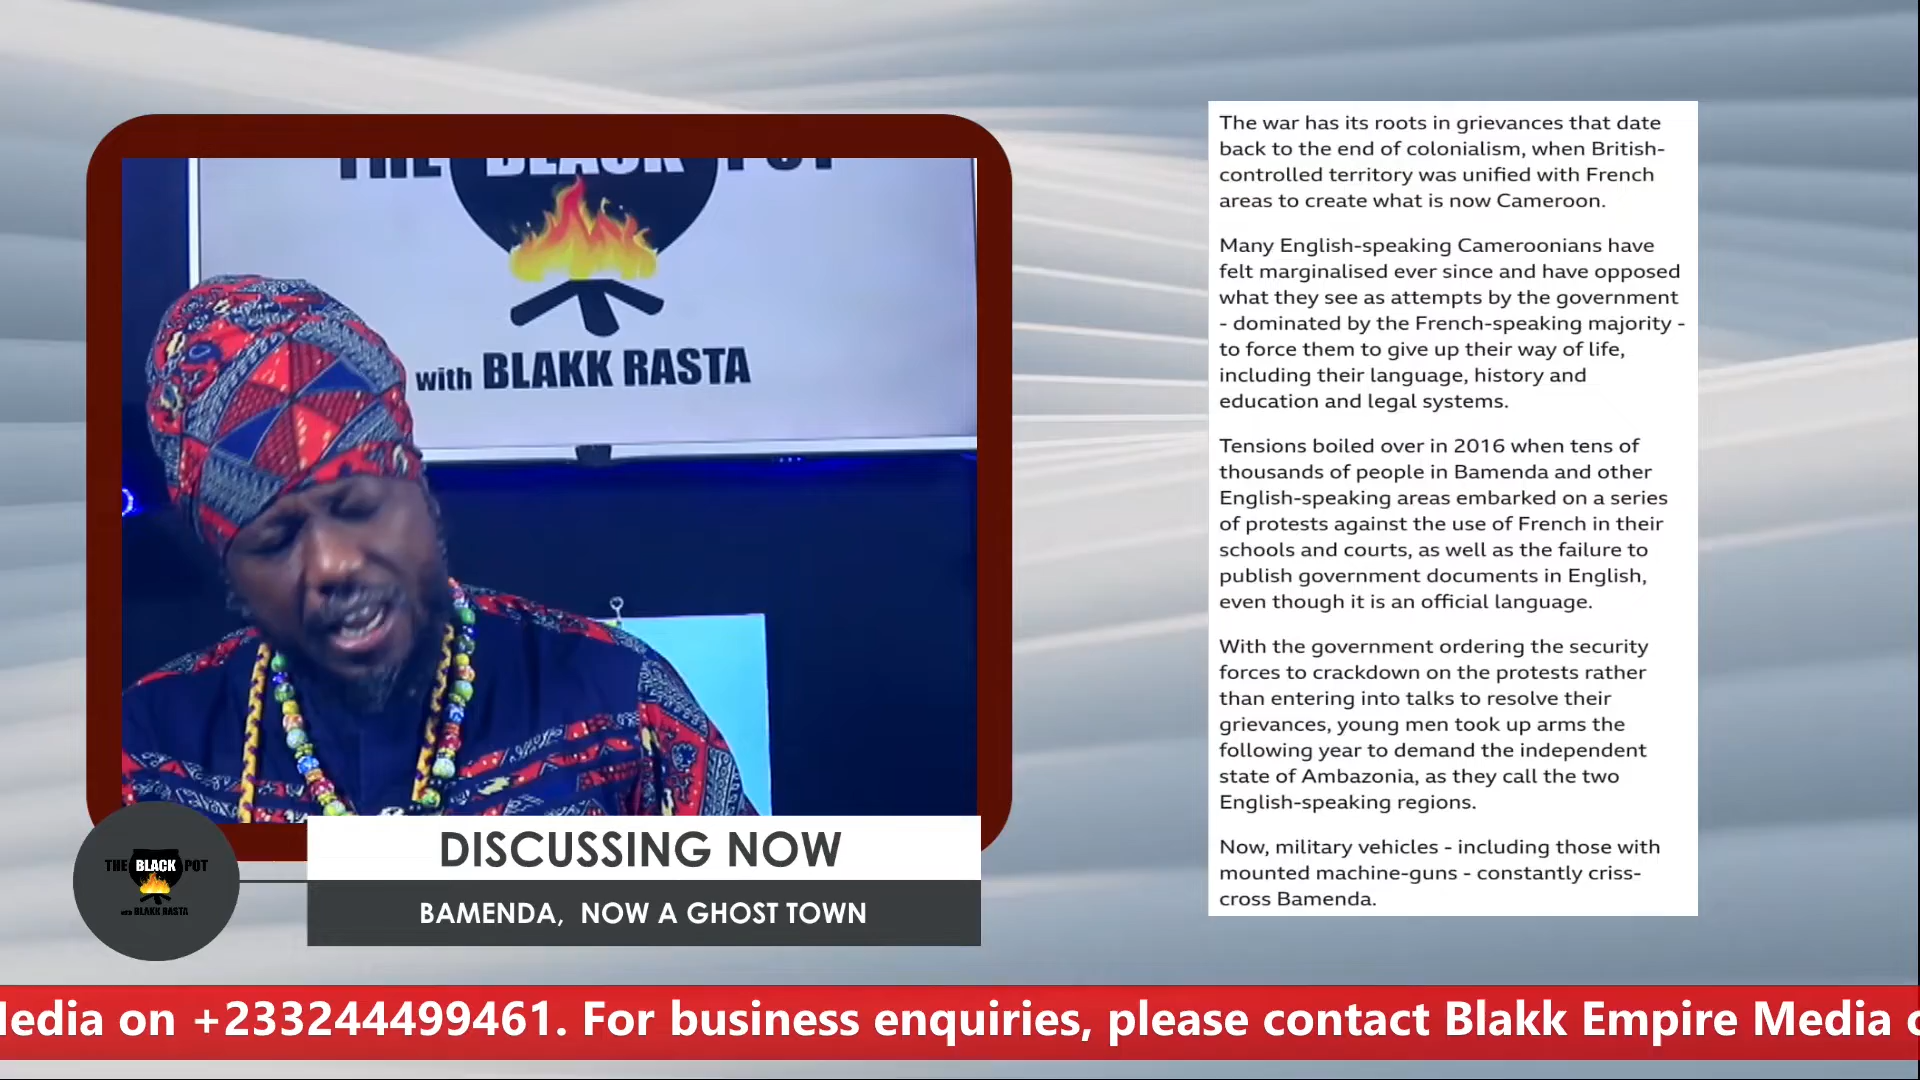 THE BLACK POT
with BLAKK RASTA
The war has its roots in grievances that date
back to the end of colonialism, when British-
controlled territory was unified with French
areas to create what is now Cameroon.
Many English-speaking Cameroonians have
felt marginalised ever since and have opposed
what they see as attempts by the government
- dominated by the French-speaking majority -
to force them to give up their way of life,
including their language, history and
education and legal systems.
Tensions boiled over in 2016 when tens of
thousands of people in Bamenda and other
English-speaking areas embarked on a series
of protests against the use of French in their
schools and courts, as well as the failure to
publish government documents in English,
even though it is an official language.
With the government ordering the security
forces to crackdown on the protests rather
than entering into talks to resolve their
grievances, young men took up arms the
following year to demand the independent
state of Ambazonia, as they call the two
English-speaking regions.
Now, military vehicles - including those with
mounted machine-guns - constantly criss-
cross Bamenda.
THE BLACK POT
with BLAKK RASTA
DISCUSSING NOW
BAMENDA, NOW A GHOST TOWN
Media on +233244499461. For business enquiries, please contact Blakk Empire Media o